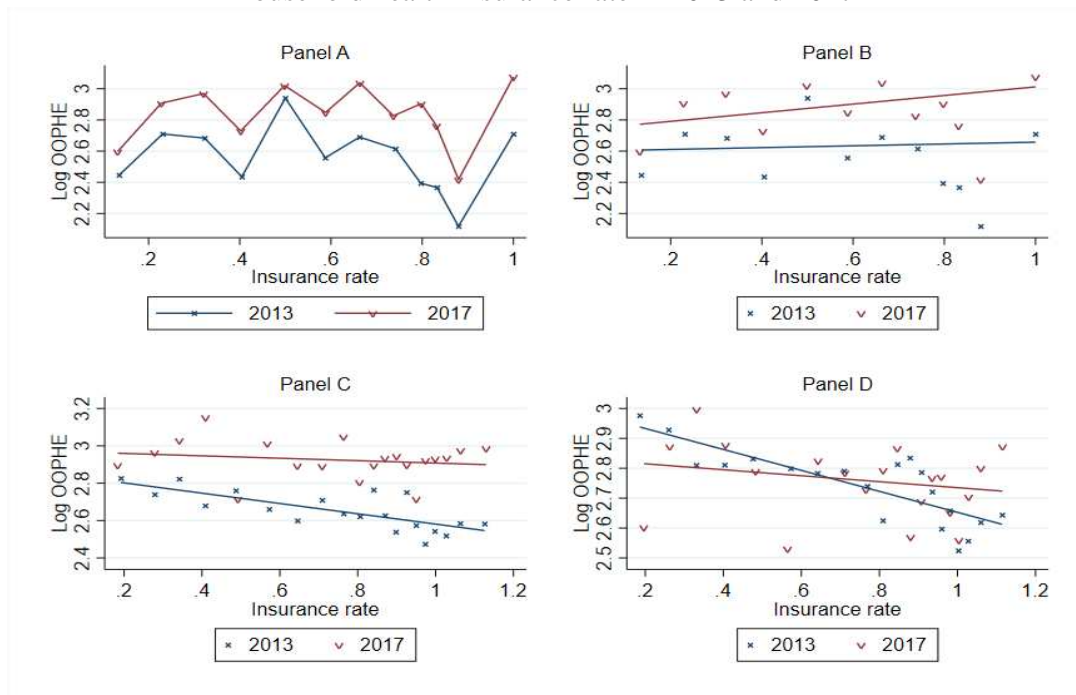 Panel A
Log OOPHE
3
2.8
2.6
2.4
2.2
.2 .4 .6 .8 1
Insurance rate
2013 2017
Panel B
Log OOPHE
3
2.8
2.6
2.4
2.2
.2 .4 .6 .8 1
Insurance rate
2013 2017
Panel C
Log OOPHE
3.2
3
2.8
2.6
2.4
.2 .4 .6 .8 1 1.2
Insurance rate
2013 2017
Panel D
Log OOPHE
3
2.9
2.8
2.7
2.6
2.5
.2 .4 .6 .8 1 1.2
Insurance rate
2013 2017